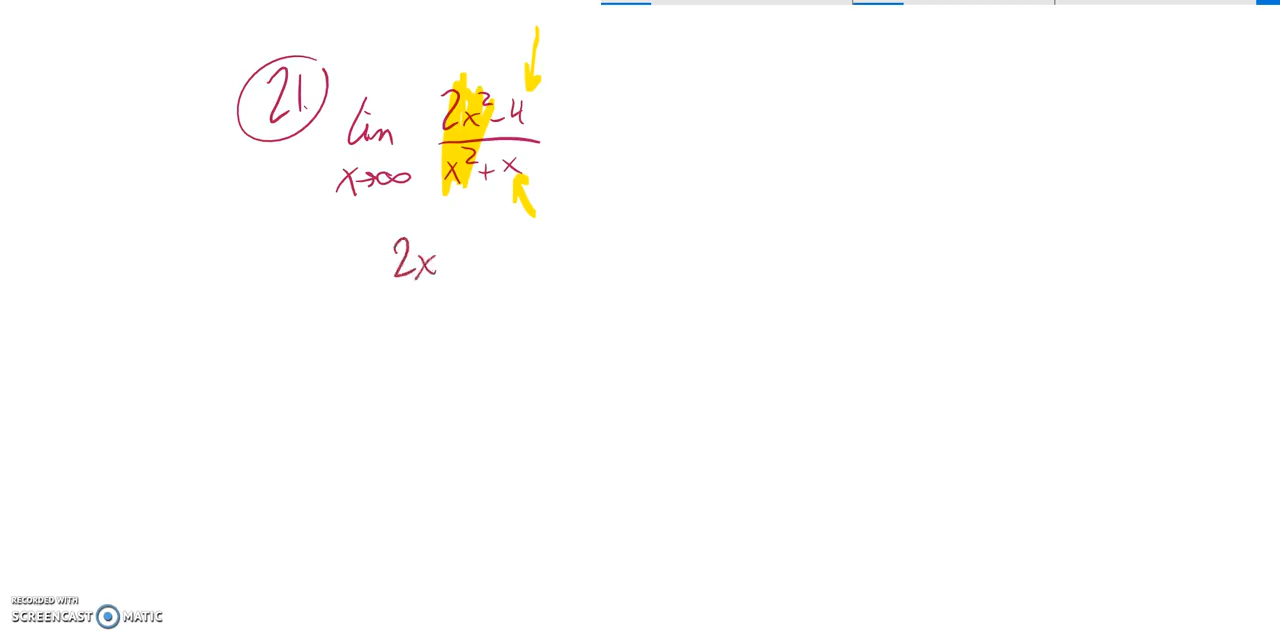 21.
lim 2x²-4
x→∞ x²+x
2x
RECORDED WITH
SCREENCAST MATIC